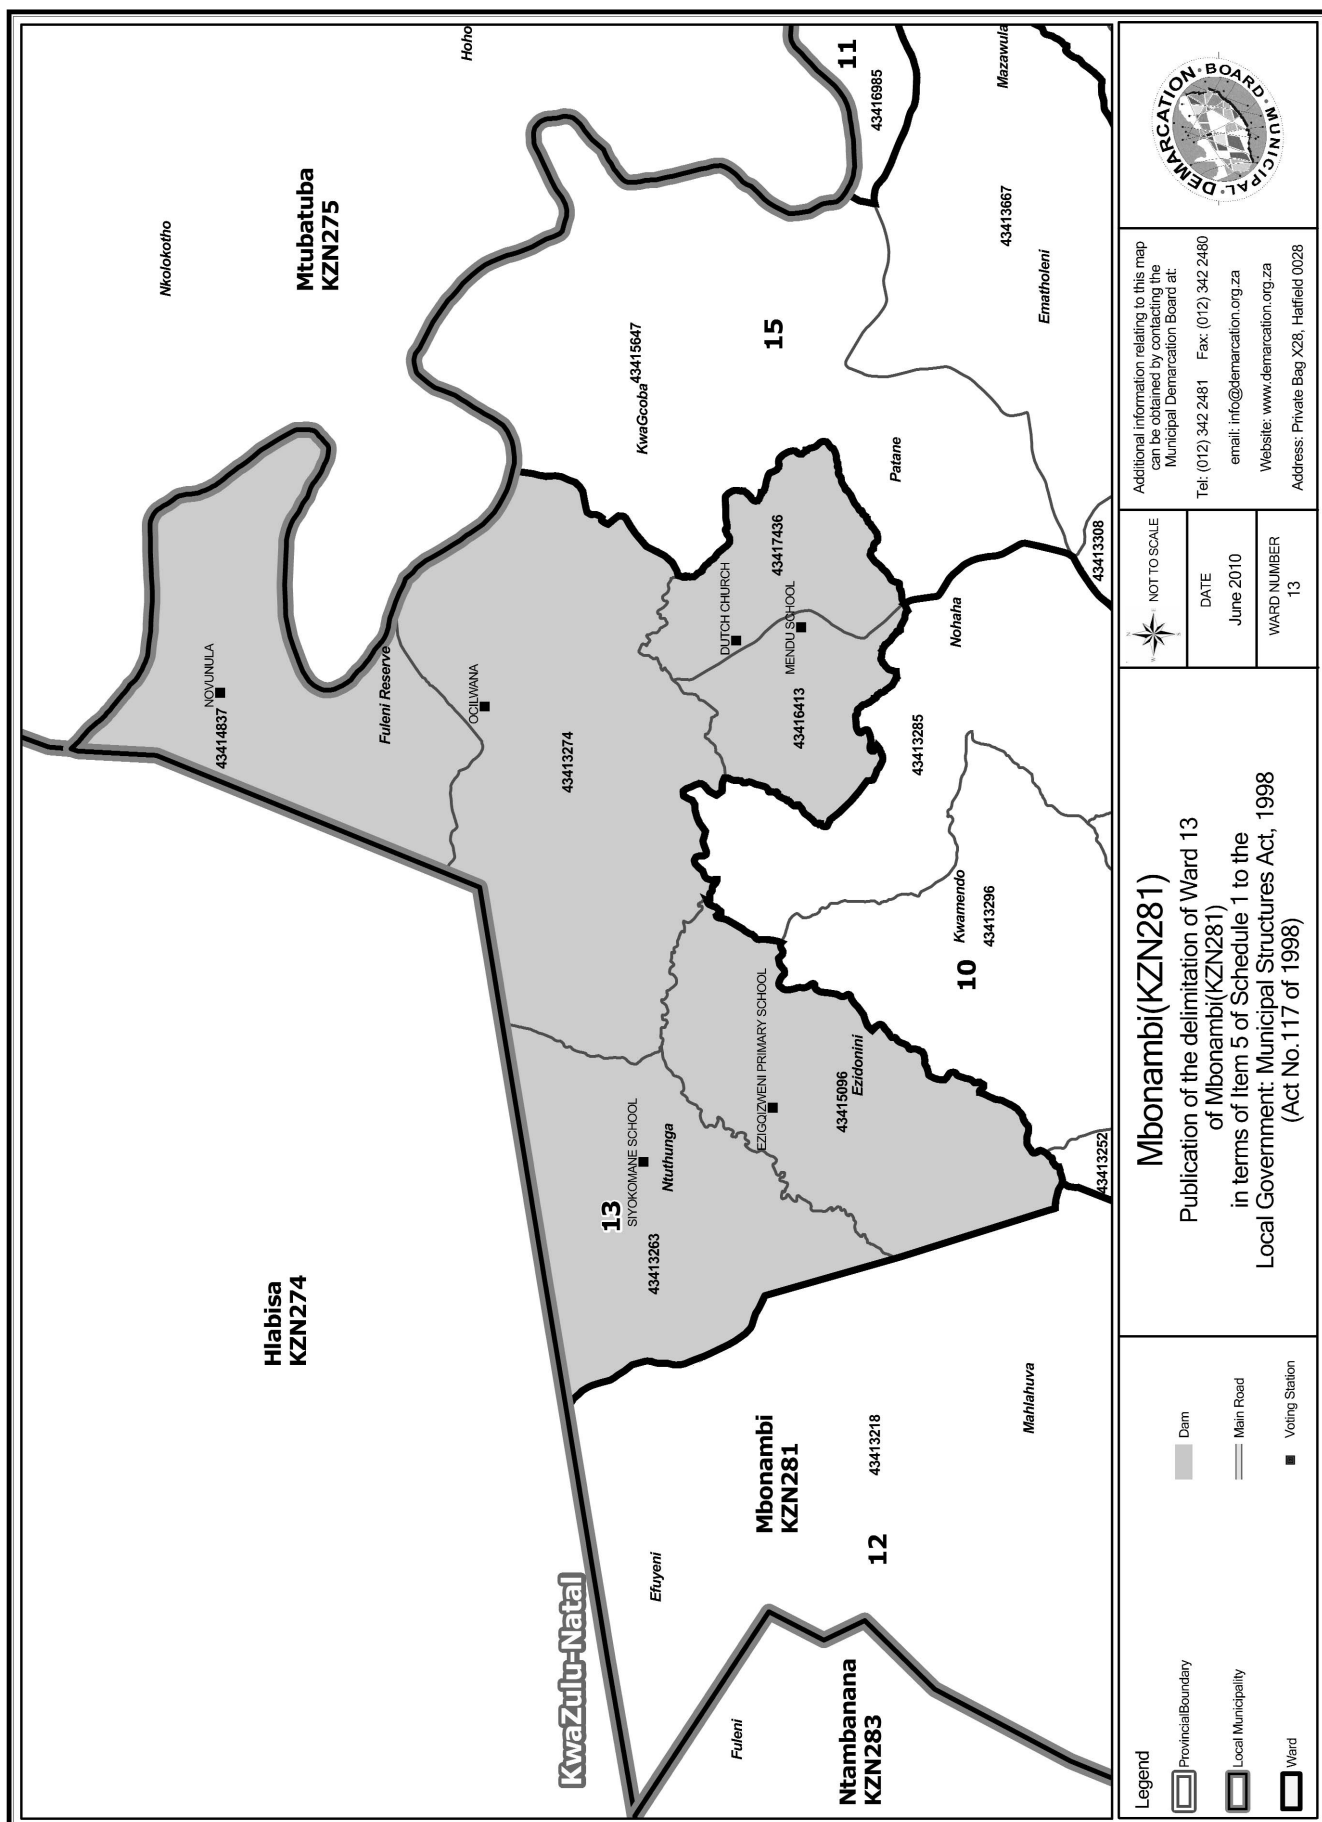 Hoho
Nkolokotho
Mtubatuba
KZN275
11
43416985
Mazawula
43413667
Ematholeni
15
KwaGcoba
43415647
Patane
43413308
NOVUNULA
43414837
Fuleni Reserve
OCILWANA
43413274
DUTCH CHURCH
43417436
MENDU SCHOOL
43416413
Nohaha
43413285
Kwamendo
43413296
10
EZIGQIZWENI PRIMARY SCHOOL
43415096
Ezidonini
43413252
SIYOKOMANE SCHOOL
13
Ntuthunga
43413263
Hlabisa
KZN274
Mbonambi
KZN281
43413218
Mahlahuva
12
Efuyeni
KwaZulu-Natal
Fuleni
Ntambanana
KZN283
Legend
ProvincialBoundary
Local Municipality
Ward
Dam
Main Road
Voting Station
Mbonambi(KZN281)
Publication of the delimitation of Ward 13
of Mbonambi(KZN281)
in terms of Item 5 of Schedule 1 to the
Local Government: Municipal Structures Act, 1998
(Act No.117 of 1998)
N
W E
S
NOT TO SCALE
DATE
June 2010
WARD NUMBER
13
Additional information relating to this map
can be obtained by contacting the
Municipal Demarcation Board at:
Tel: (012) 342 2481 Fax: (012) 342 2480
email: info@demarcation.org.za
Website: www.demarcation.org.za
Address: Private Bag X28, Hatfield 0028
MUNICIPAL · DEMARCATION · BOARD ·